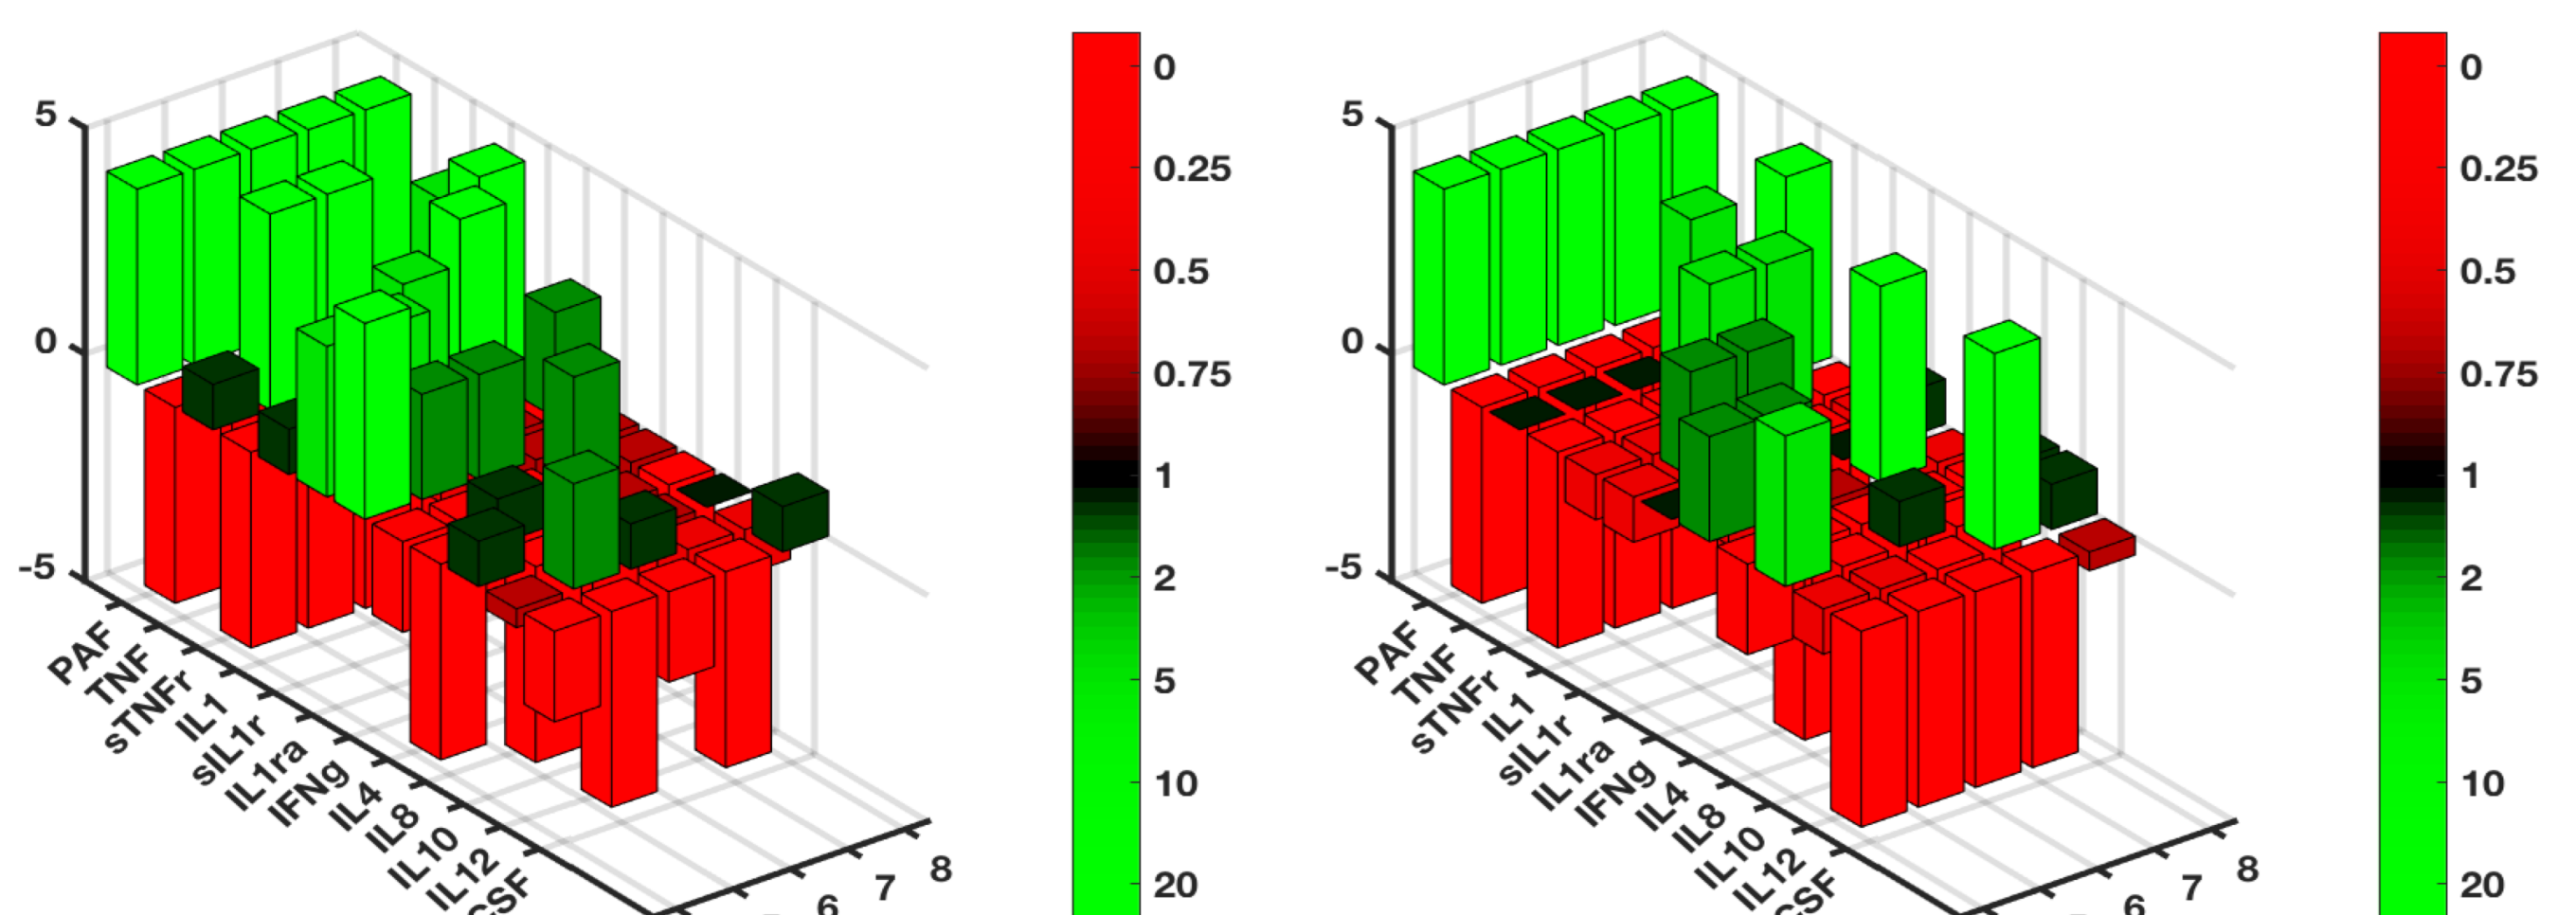 5
0
-5
PAF
TNF
sTNFr
IL1
sIL1r
IL1ra
IFNg
IL4
IL8
IL10
IL12
CSF
6
7
8
0
0.25
0.5
0.75
1
2
5
10
20
5
0
-5
PAF
TNF
sTNFr
IL1
sIL1r
IL1ra
IFNg
IL4
IL8
IL10
IL12
CSF
6
7
8
0
0.25
0.5
0.75
1
2
5
10
20